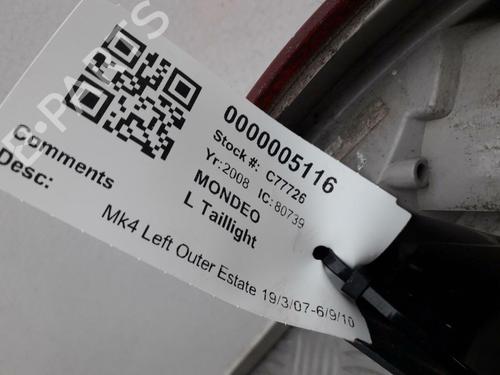 0000005116
Stock #: C77726
Yr: 2008 IC: 80739
MONDEO
L Taillight
Comments
Desc:
Mk4 Left Outer Estate 19/3/07-6/9/10